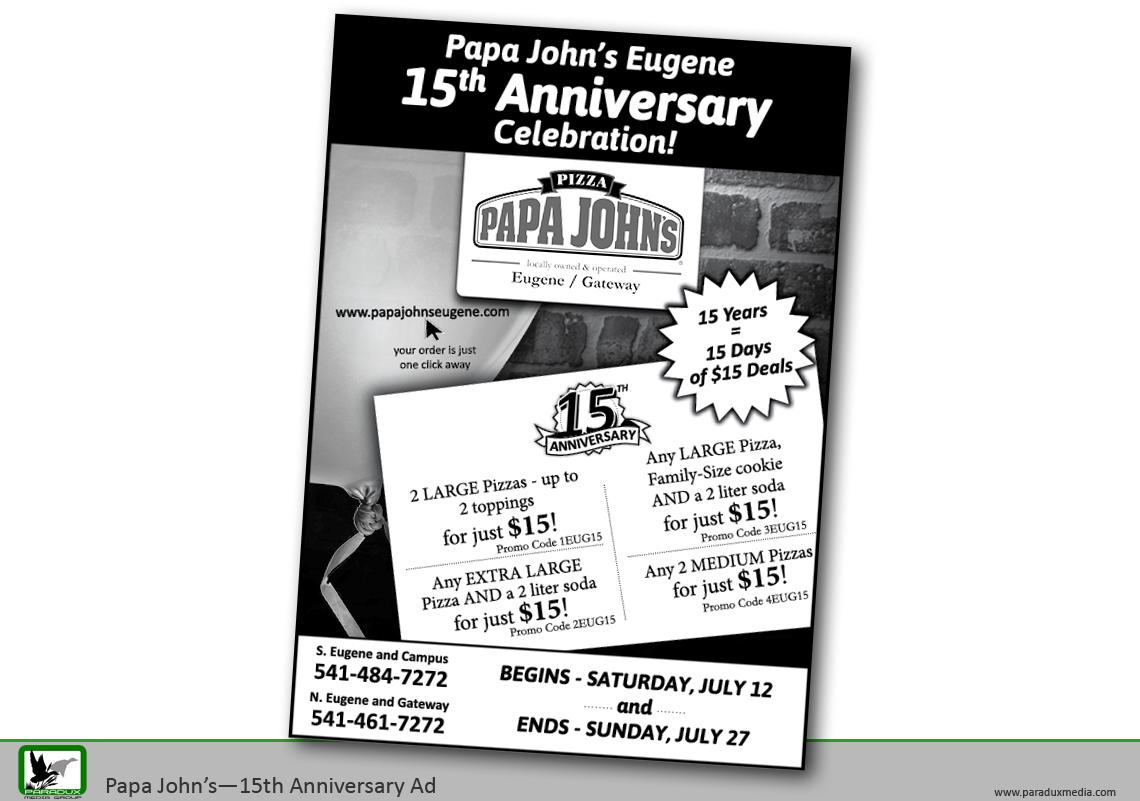 Papa John's Eugene
15th Anniversary
Celebration!
PIZZA
PAPA JOHN'S
locally owned & operated
Eugene / Gateway
www.papajohnseugene.com
your order is just
one click away
15 Years
=
15 Days
of $15 Deals
15TH
ANNIVERSARY
2 LARGE Pizzas - up to
2 toppings
for just $15!
Promo Code 1EUG15
Any EXTRA LARGE
Pizza AND a 2 liter soda
for just $15!
Promo Code 2EUG15
Any LARGE Pizza,
Family-Size cookie
AND a 2 liter soda
for just $15!
Promo Code 3EUG15
Any 2 MEDIUM Pizzas
for just $15!
Promo Code 4EUG15
S. Eugene and Campus
541-484-7272
N. Eugene and Gateway
541-461-7272
BEGINS - SATURDAY, JULY 12
........ and ........
ENDS - SUNDAY, JULY 27
PARADUX
MEDIA GROUP
Papa John's—15th Anniversary Ad
www.paraduxmedia.com